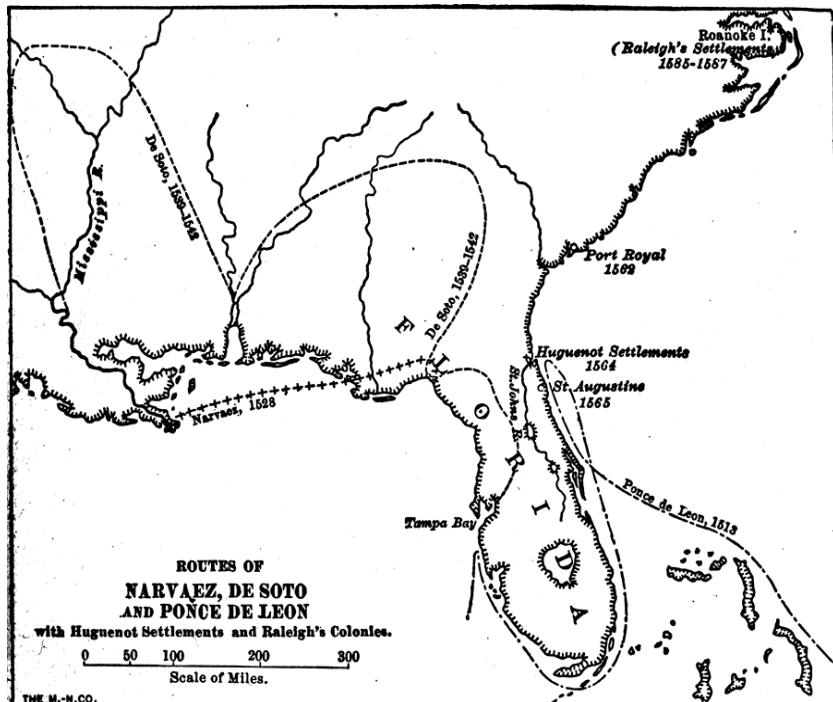 Roanoke I.
(Raleigh's Settlements
1585-1587
De Soto, 1539-1542
Mississippi R.
Port Royal
1562
De Soto, 1539-1542
FLORIDA
Huguenot Settlements
1564
St. Augustine
1565
St. Johns R.
Narvaez, 1528
Ponce de Leon, 1513
Tampa Bay
ROUTES OF
NARVAEZ, DE SOTO
AND PONCE DE LEON
with Huguenot Settlements and Raleigh's Colonies.
0 50 100 200 300
Scale of Miles.
THE M.-N. CO.